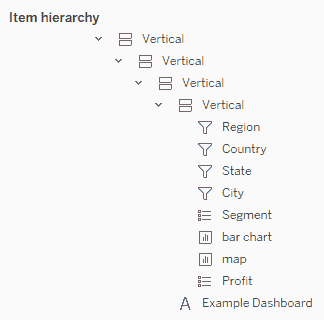 Item hierarchy
Vertical
Vertical
Vertical
Vertical
Region
Country
State
City
Segment
bar chart
map
Profit
A Example Dashboard